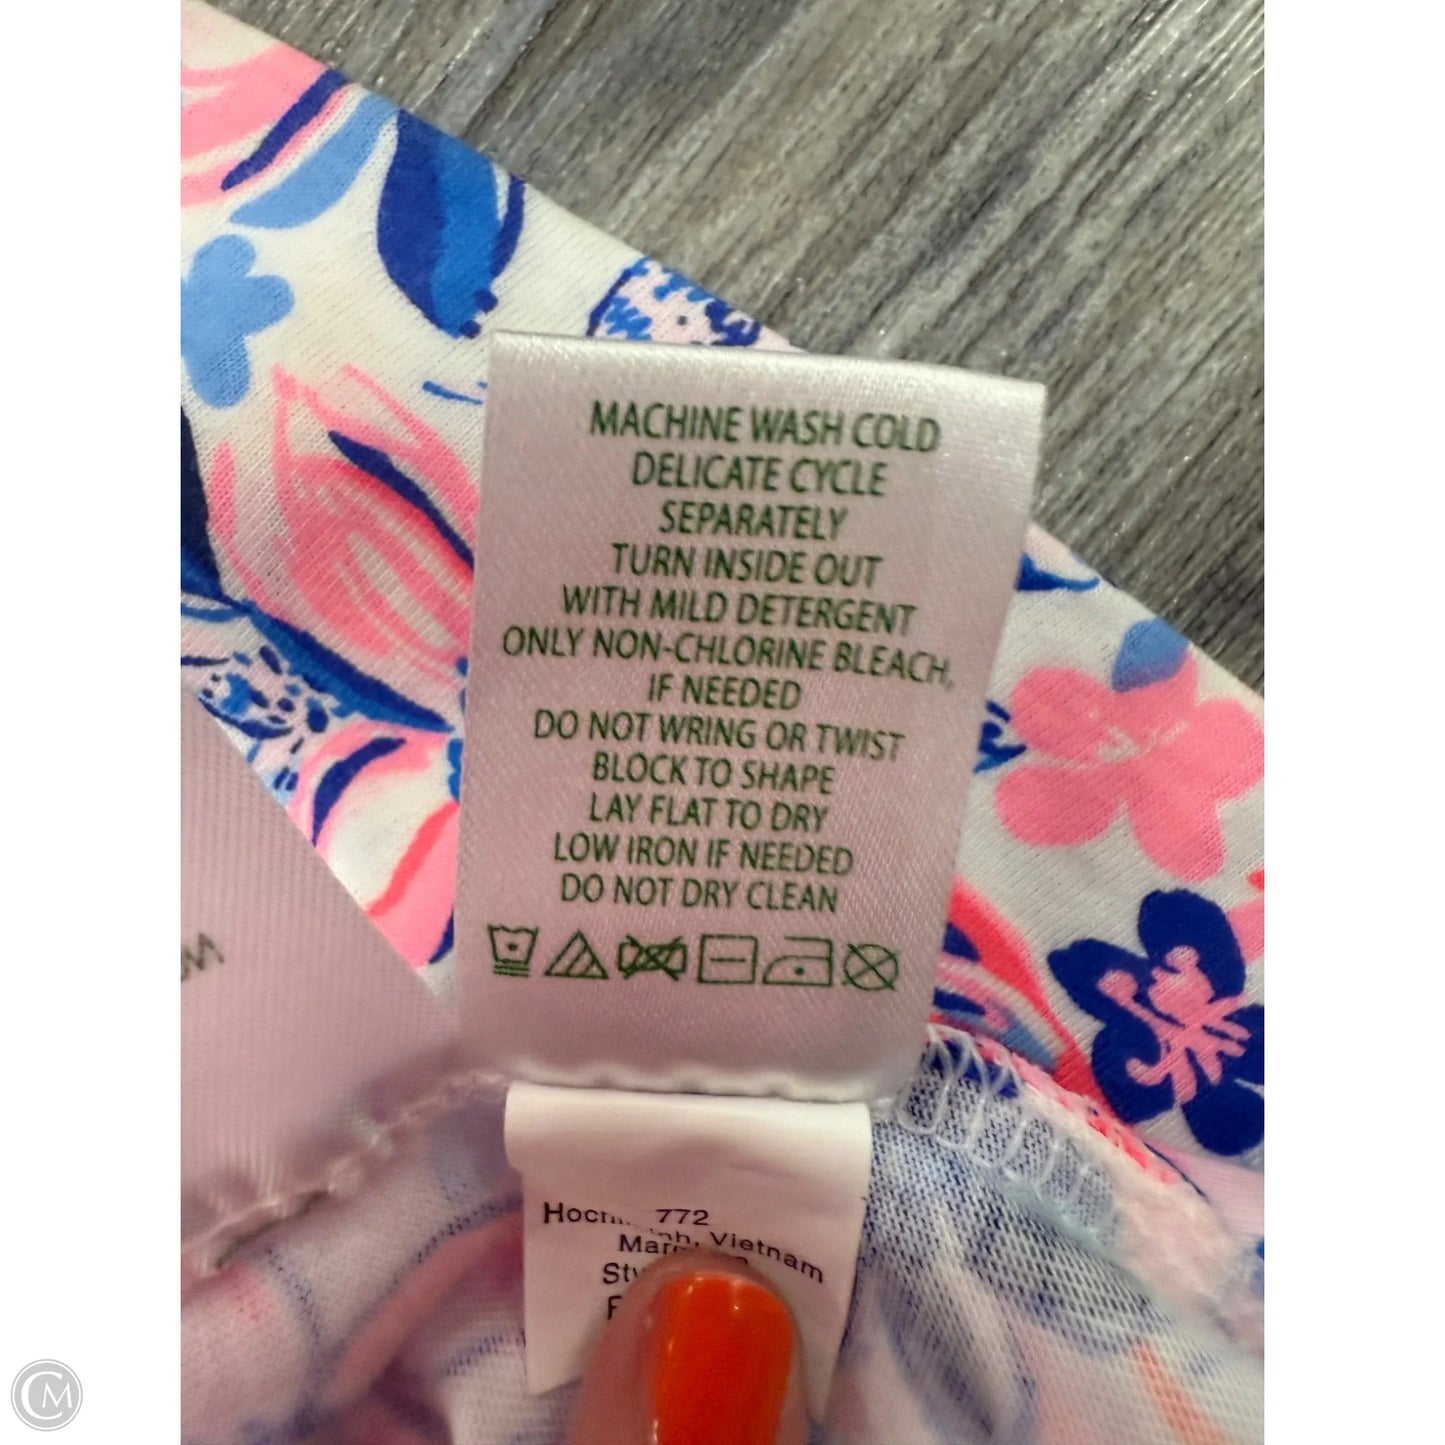 MACHINE WASH COLD
DELICATE CYCLE
SEPARATELY
TURN INSIDE OUT
WITH MILD DETERGENT
ONLY NON-CHLORINE BLEACH,
IF NEEDED
DO NOT WRING OR TWIST
BLOCK TO SHAPE
LAY FLAT TO DRY
LOW IRON IF NEEDED
DO NOT DRY CLEAN
772
Vietnam
CM